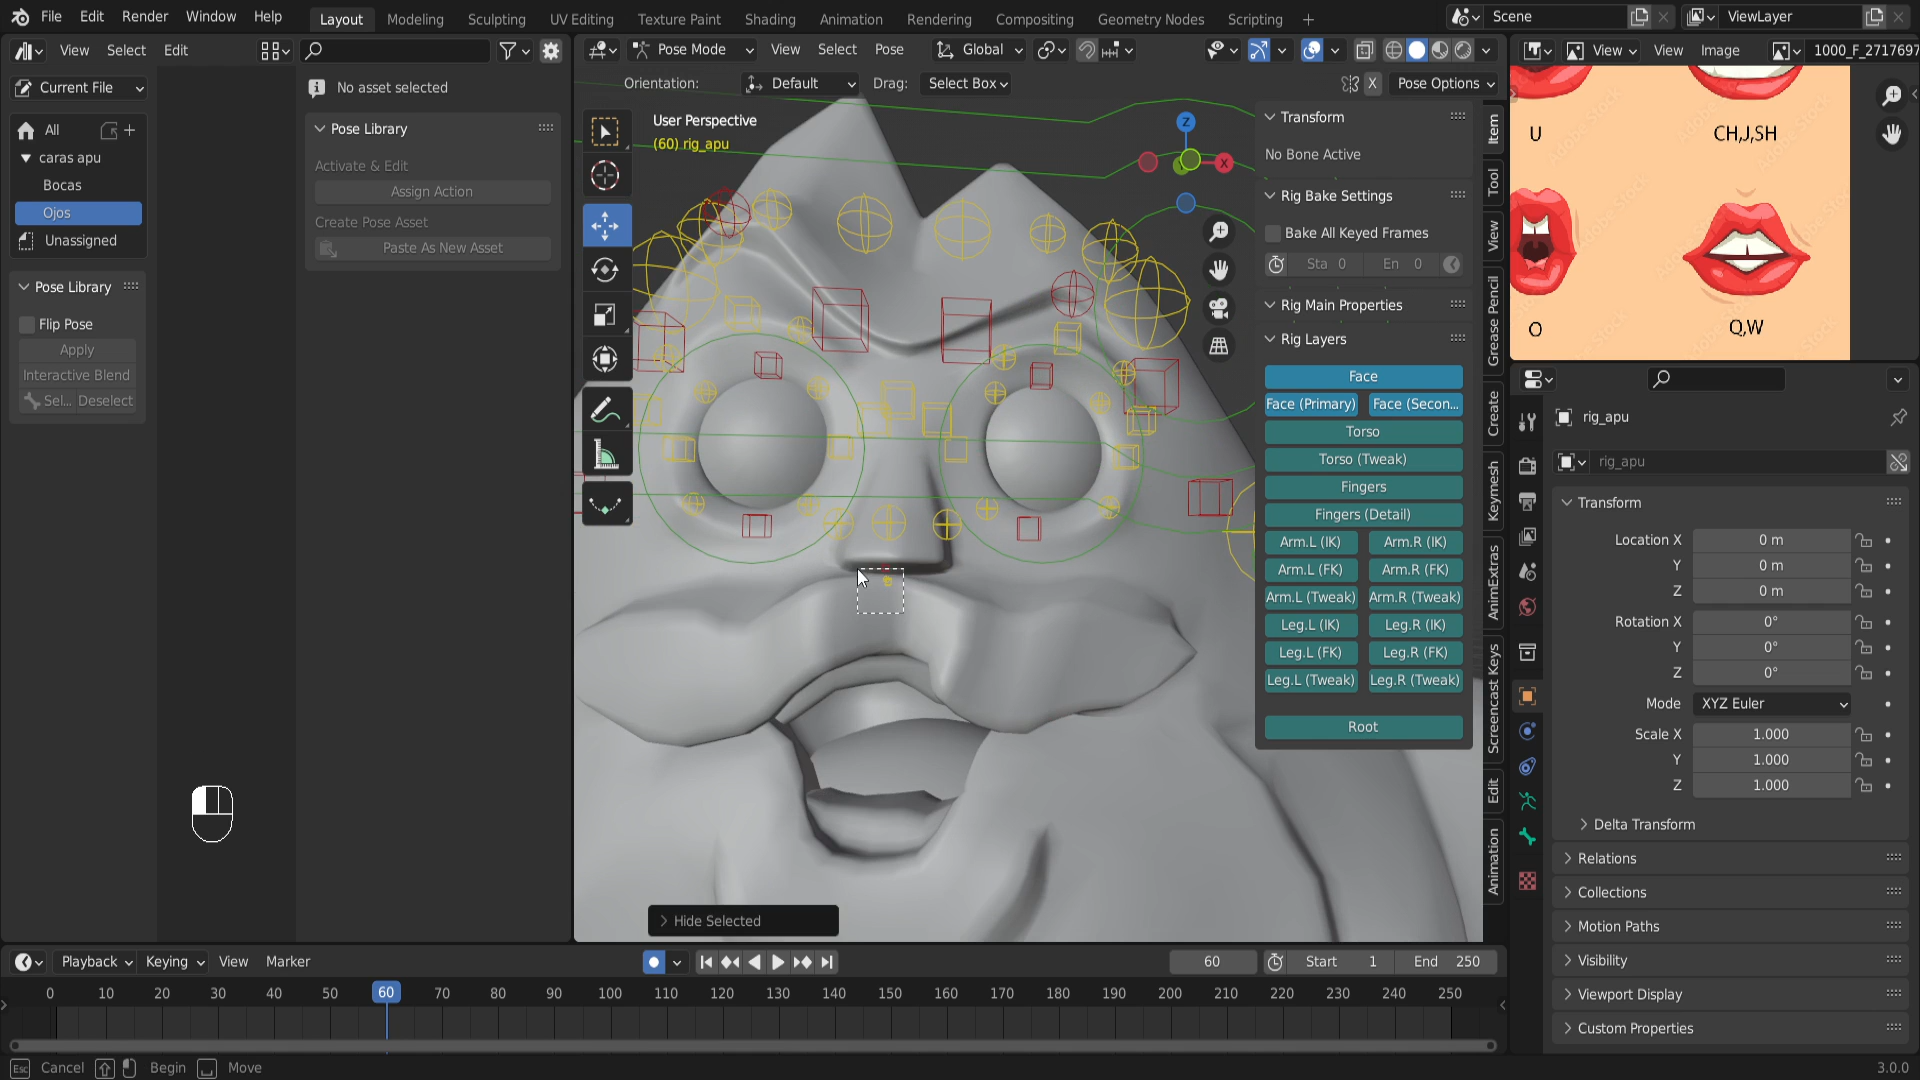 File Edit Render Window Help
Layout Modeling Sculpting UV Editing Texture Paint Shading Animation Rendering Compositing Geometry Nodes Scripting +
Scene ViewLayer
View Select Edit
Pose Mode View Select Pose Global
View View Image 1000_F_2717697
Current File
No asset selected
Orientation: Default Drag: Select Box
X Pose Options
All
caras apu
Bocas
Ojos
Unassigned
Pose Library
Flip Pose
Apply
Interactive Blend
Sel... Deselect
Pose Library
Activate & Edit
Assign Action
Create Pose Asset
Paste As New Asset
User Perspective
(60) rig_apu
Z
X
Hide Selected
Transform
No Bone Active
Rig Bake Settings
Bake All Keyed Frames
Sta 0 En 0
Rig Main Properties
Rig Layers
Face
Face (Primary) Face (Secon...
Torso
Torso (Tweak)
Fingers
Fingers (Detail)
Arm.L (IK) Arm.R (IK)
Arm.L (FK) Arm.R (FK)
Arm.L (Tweak) Arm.R (Tweak)
Leg.L (IK) Leg.R (IK)
Leg.L (FK) Leg.R (FK)
Leg.L (Tweak) Leg.R (Tweak)
Root
Item
Tool
View
Grease Pencil
Create
Keymesh
AnimExtras
Screencast Keys
Edit
Animation
U CH,J,SH
O Q,W
rig_apu
rig_apu
Transform
Location X 0 m
Y 0 m
Z 0 m
Rotation X 0°
Y 0°
Z 0°
Mode XYZ Euler
Scale X 1.000
Y 1.000
Z 1.000
Delta Transform
Relations
Collections
Motion Paths
Visibility
Viewport Display
Custom Properties
Playback Keying View Marker
60 Start 1 End 250
0 10 20 30 40 50 60 70 80 90 100 110 120 130 140 150 160 170 180 190 200 210 220 230 240 250
Esc Cancel Begin Move
3.0.0